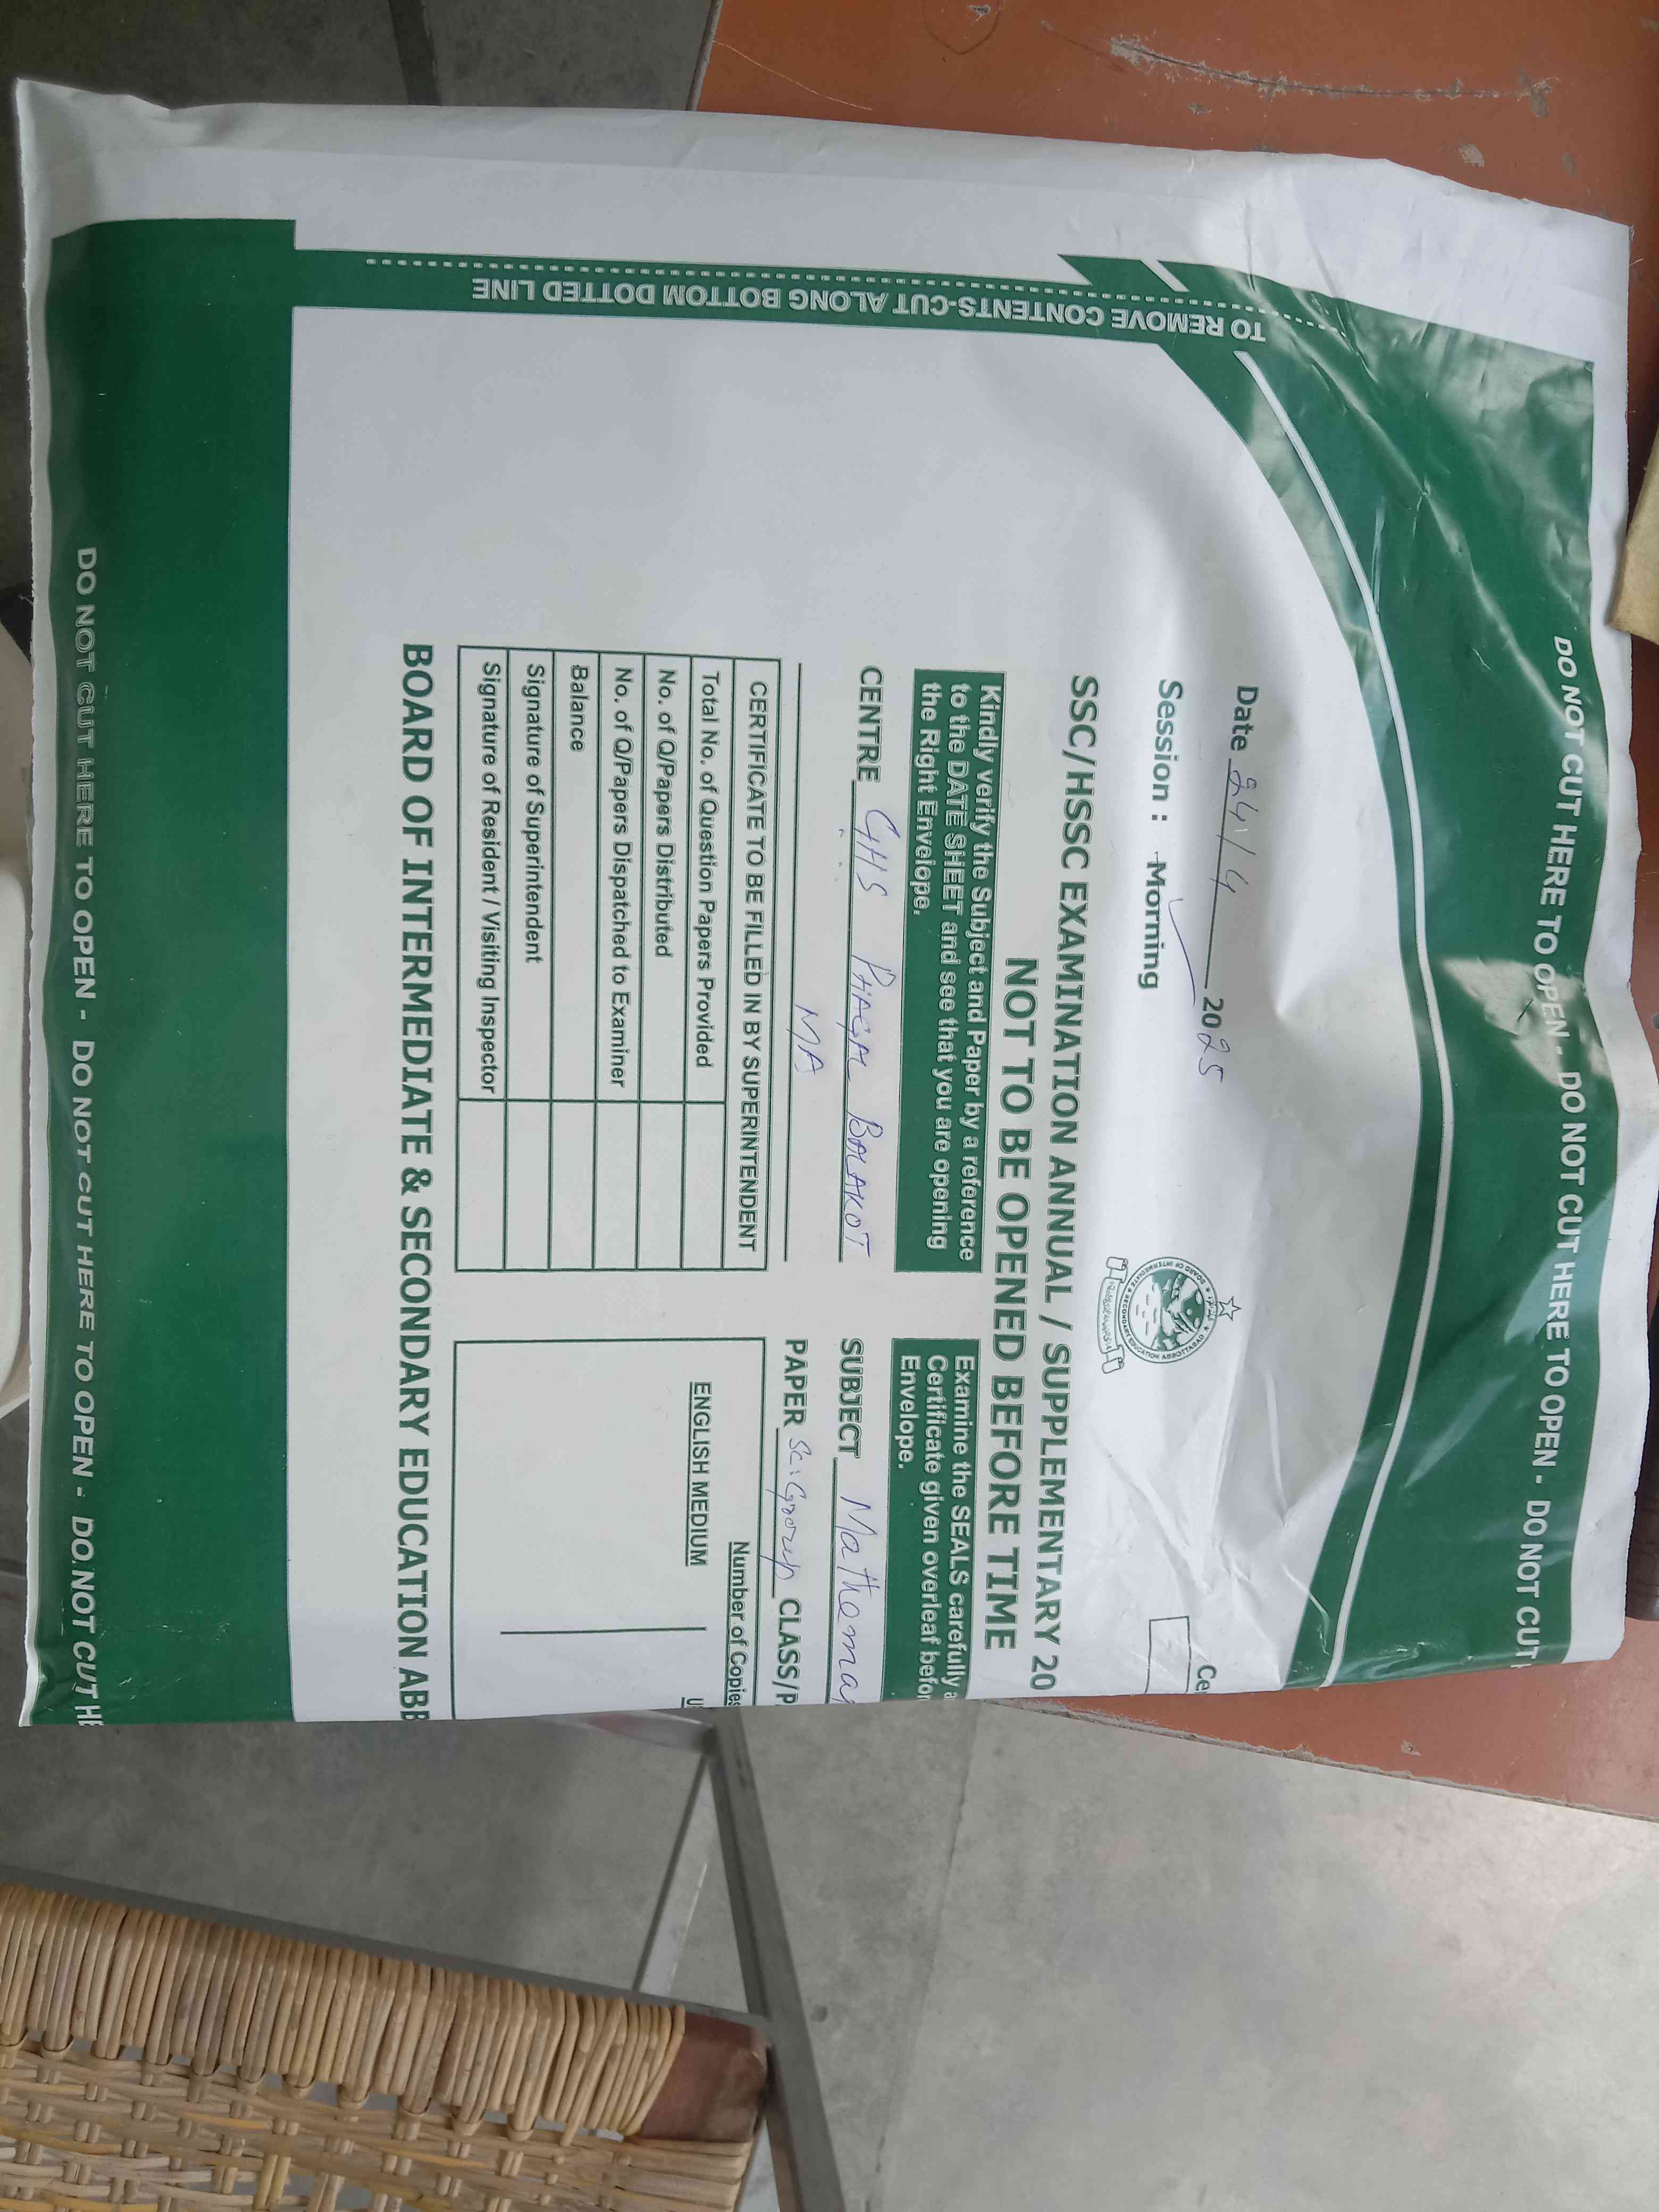 DO NOT CUT HERE TO OPEN - DO NOT CUT HERE TO OPEN - DO NOT CUT
TO REMOVE CONTENTS-CUT ALONG BOTTOM DOTTED LINE
Date 24/4 2025
Session : Morning
Ce
SSC/HSSC EXAMINATION ANNUAL / SUPPLEMENTARY 20
NOT TO BE OPENED BEFORE TIME
Kindly verify the Subject and Paper by a reference
to the DATE SHEET and see that you are opening
the Right Envelope.
Examine the SEALS carefully a
Certificate given overleaf befor
Envelope.
CENTRE GHS PHAGAL BALAKOT
MA
SUBJECT Mathema
PAPER Sci Group CLASS/P
CERTIFICATE TO BE FILLED IN BY SUPERINTENDENT
Total No. of Question Papers Provided
No. of Q/Papers Distributed
No. of Q/Papers Dispatched to Examiner
Balance
Signature of Superintendent
Signature of Resident / Visiting Inspector
Number of Copies
ENGLISH MEDIUM
U
BOARD OF INTERMEDIATE & SECONDARY EDUCATION ABB
DO NOT CUT HERE TO OPEN - DO NOT CUT HERE TO OPEN - DO NOT CUT HE